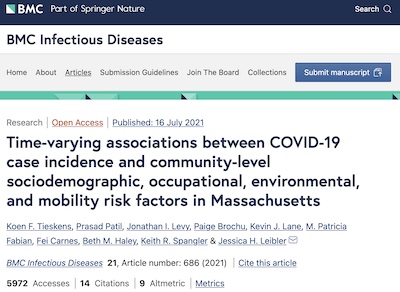 BMC Part of Springer Nature Search
BMC Infectious Diseases
Home About Articles Submission Guidelines Join The Board Collections Submit manuscript
Research | Open Access | Published: 16 July 2021
Time-varying associations between COVID-19
case incidence and community-level
sociodemographic, occupational, environmental,
and mobility risk factors in Massachusetts
Koen F. Tieskens, Prasad Patil, Jonathan I. Levy, Paige Brochu, Kevin J. Lane, M. Patricia
Fabian, Fei Carnes, Beth M. Haley, Keith R. Spangler & Jessica H. Leibler
BMC Infectious Diseases 21, Article number: 686 (2021) | Cite this article
5972 Accesses | 14 Citations | 9 Altmetric | Metrics